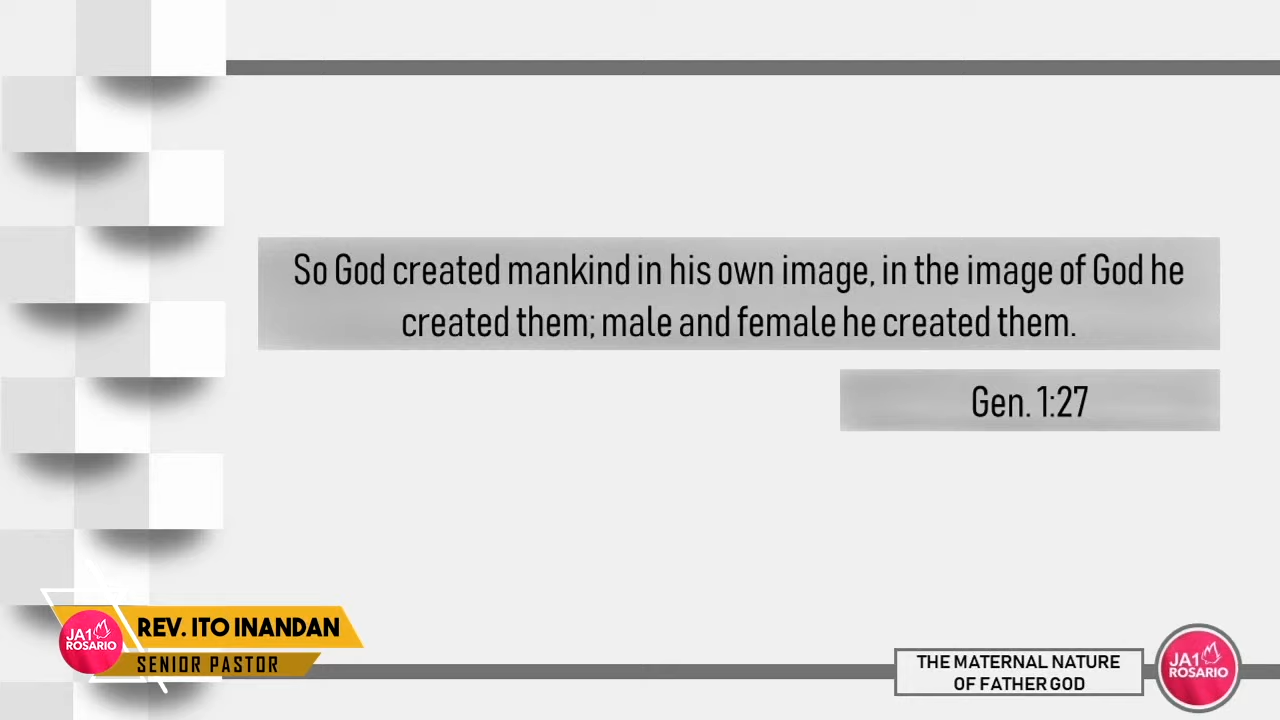 So God created mankind in his own image, in the image of God he
created them; male and female he created them.
Gen. 1:27
JA1
ROSARIO
REV. ITO INANDAN
SENIOR PASTOR
THE MATERNAL NATURE
OF FATHER GOD
JA1
ROSARIO